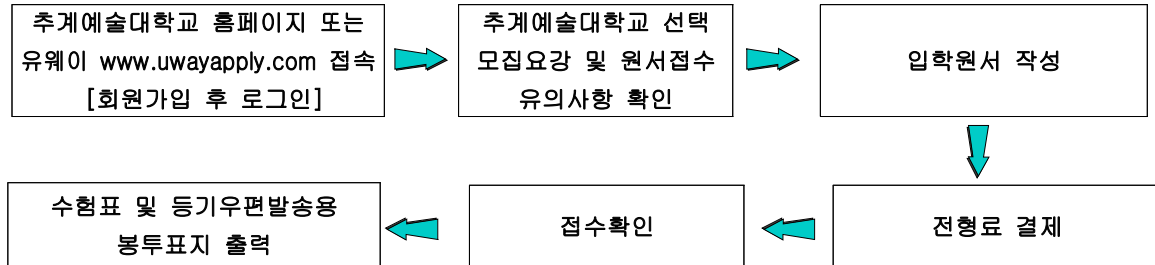 추계예술대학교 홈페이지 또는
유웨이 www.uwayapply.com 접속
[회원가입 후 로그인]
추계예술대학교 선택
모집요강 및 원서접수
유의사항 확인
입학원서 작성
전형료 결제
접수확인
수험표 및 등기우편발송용
봉투표지 출력